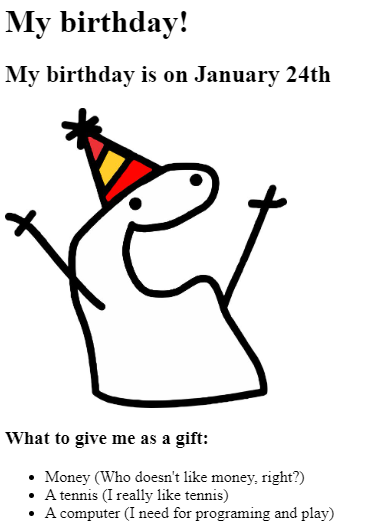 My birthday!
My birthday is on January 24th
What to give me as a gift:
Money (Who doesn't like money, right?)
A tennis (I really like tennis)
A computer (I need for programing and play)